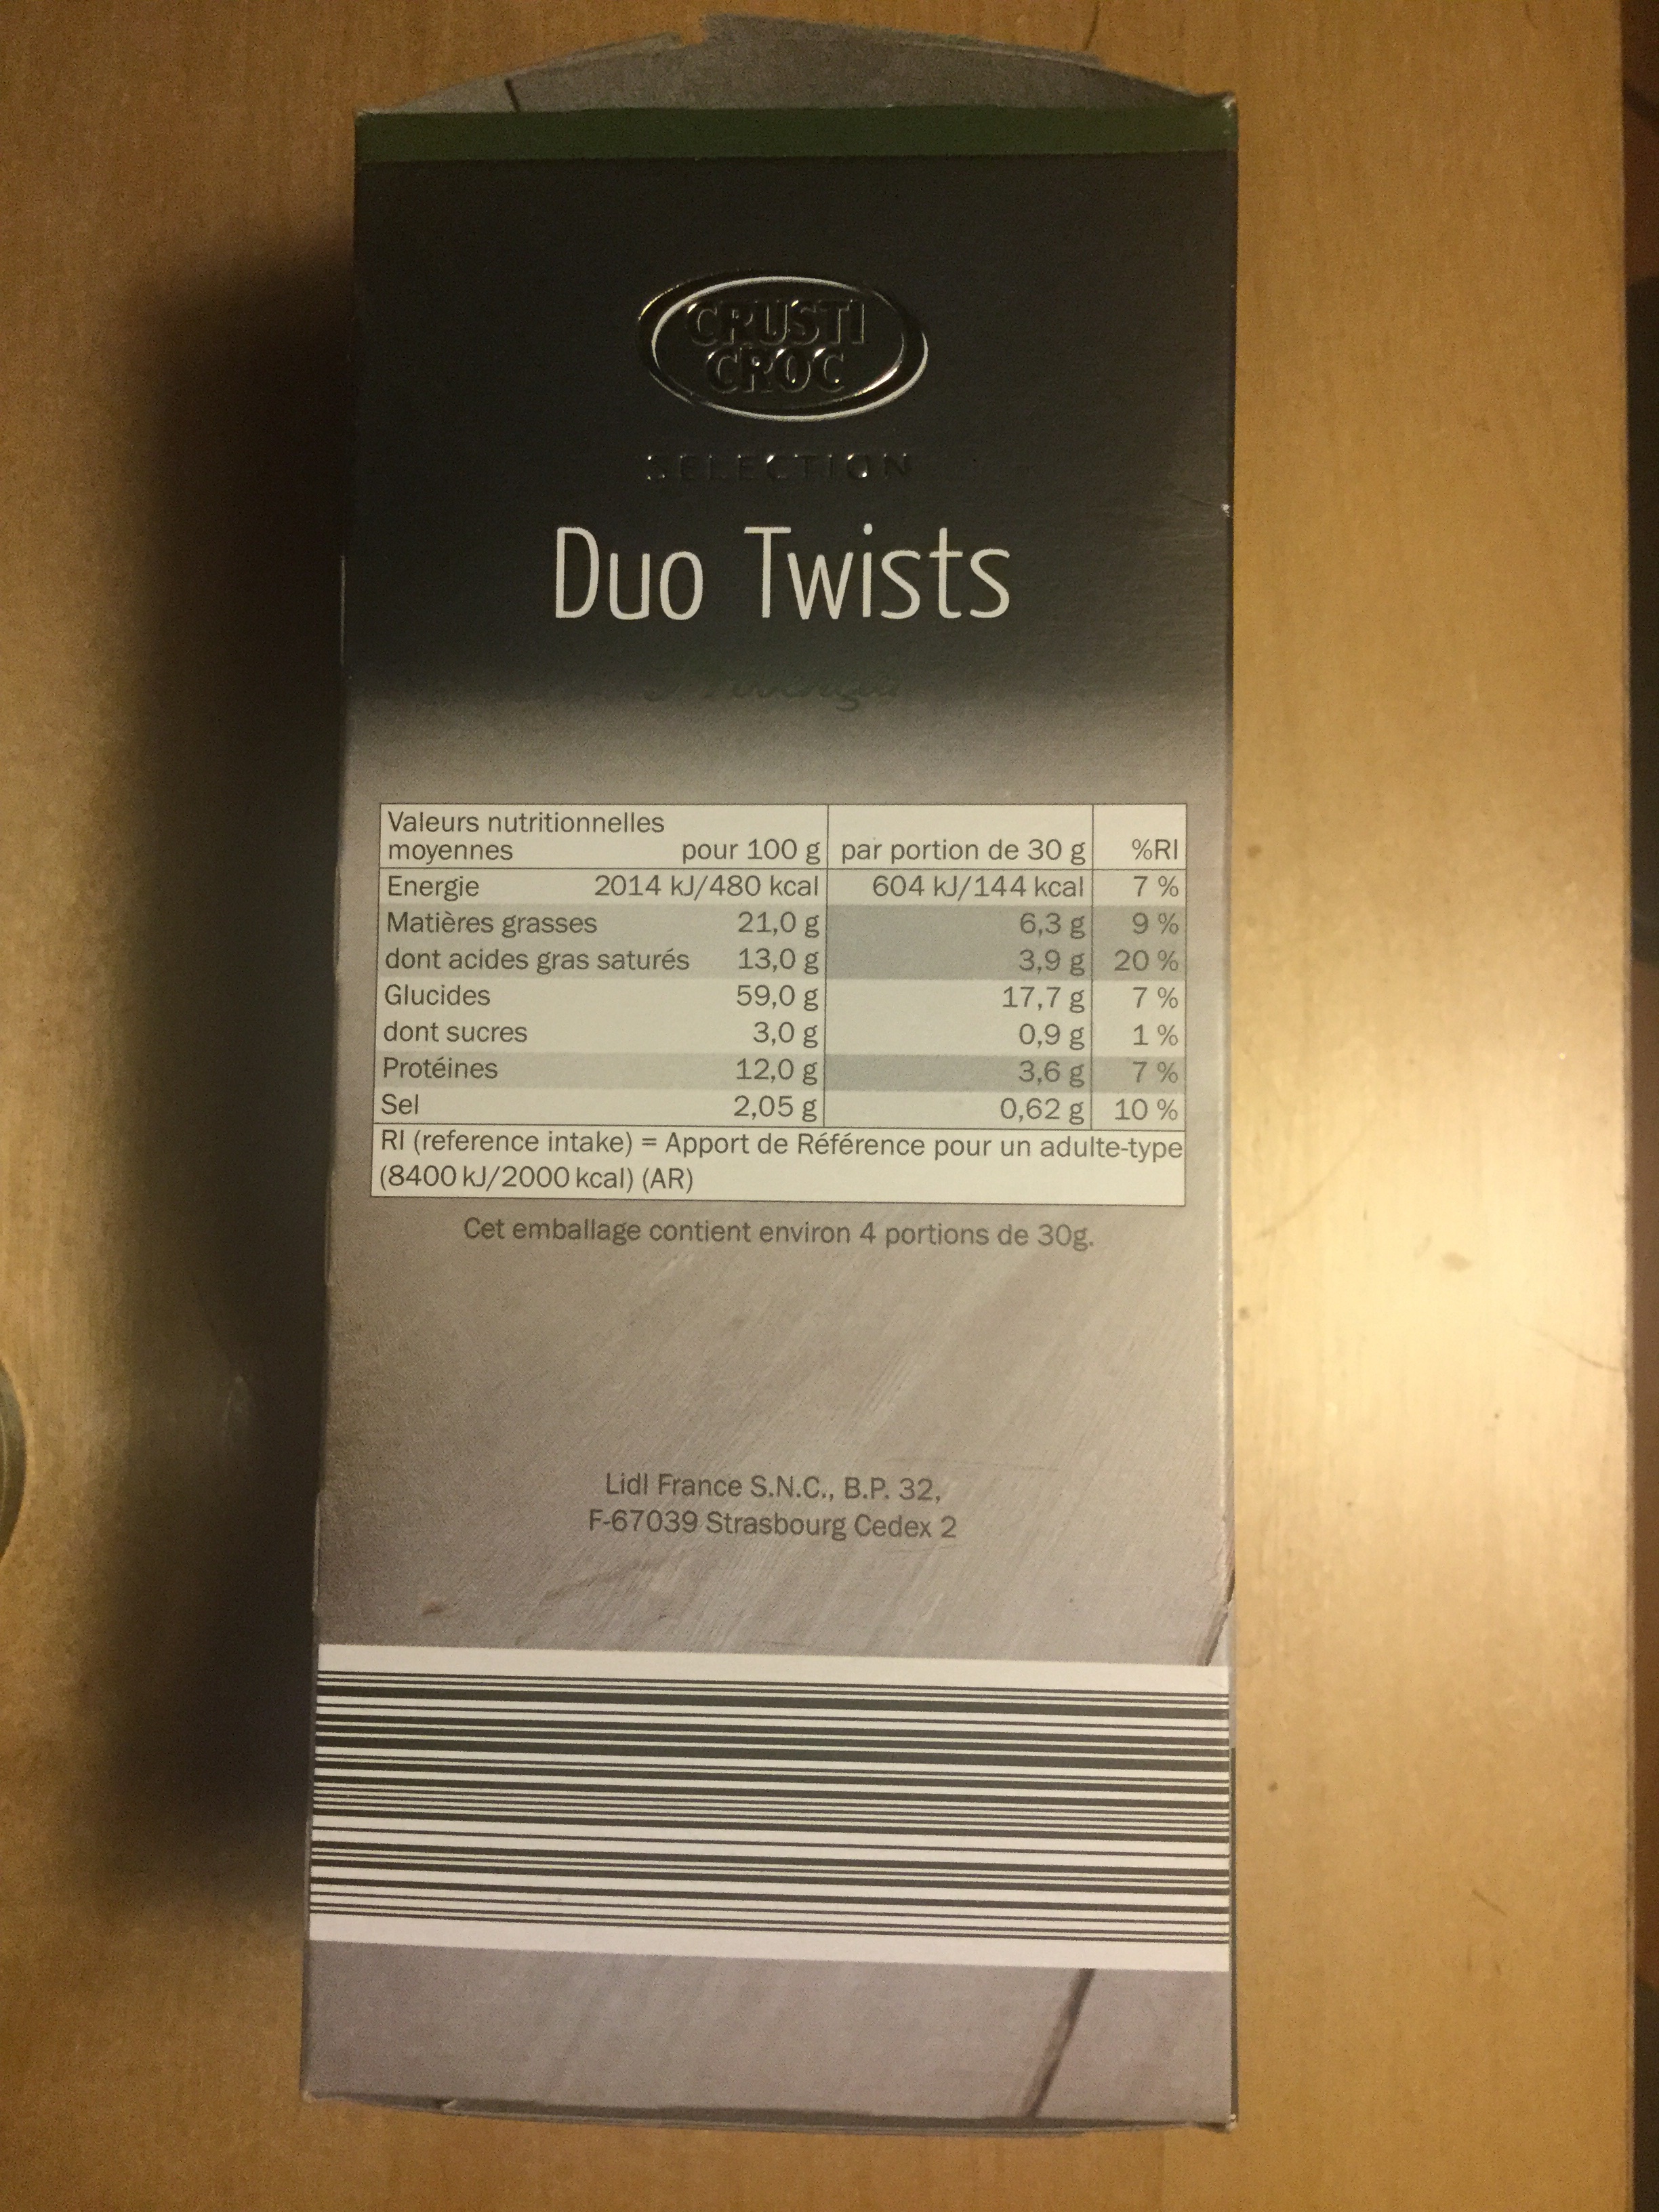 CRUSTI
CROC
SELECTION
Duo Twists
Valeurs nutritionnelles
moyennes pour 100 g par portion de 30 g %RI
Energie 2014 kJ/480 kcal 604 kJ/144 kcal 7 %
Matières grasses 21,0 g 6,3 g 9 %
dont acides gras saturés 13,0 g 3,9 g 20 %
Glucides 59,0 g 17,7 g 7 %
dont sucres 3,0 g 0,9 g 1 %
Protéines 12,0 g 3,6 g 7 %
Sel 2,05 g 0,62 g 10 %
RI (reference intake) = Apport de Référence pour un adulte-type
(8400 kJ/2000 kcal) (AR)
Cet emballage contient environ 4 portions de 30g.
Lidl France S.N.C., B.P. 32,
F-67039 Strasbourg Cedex 2